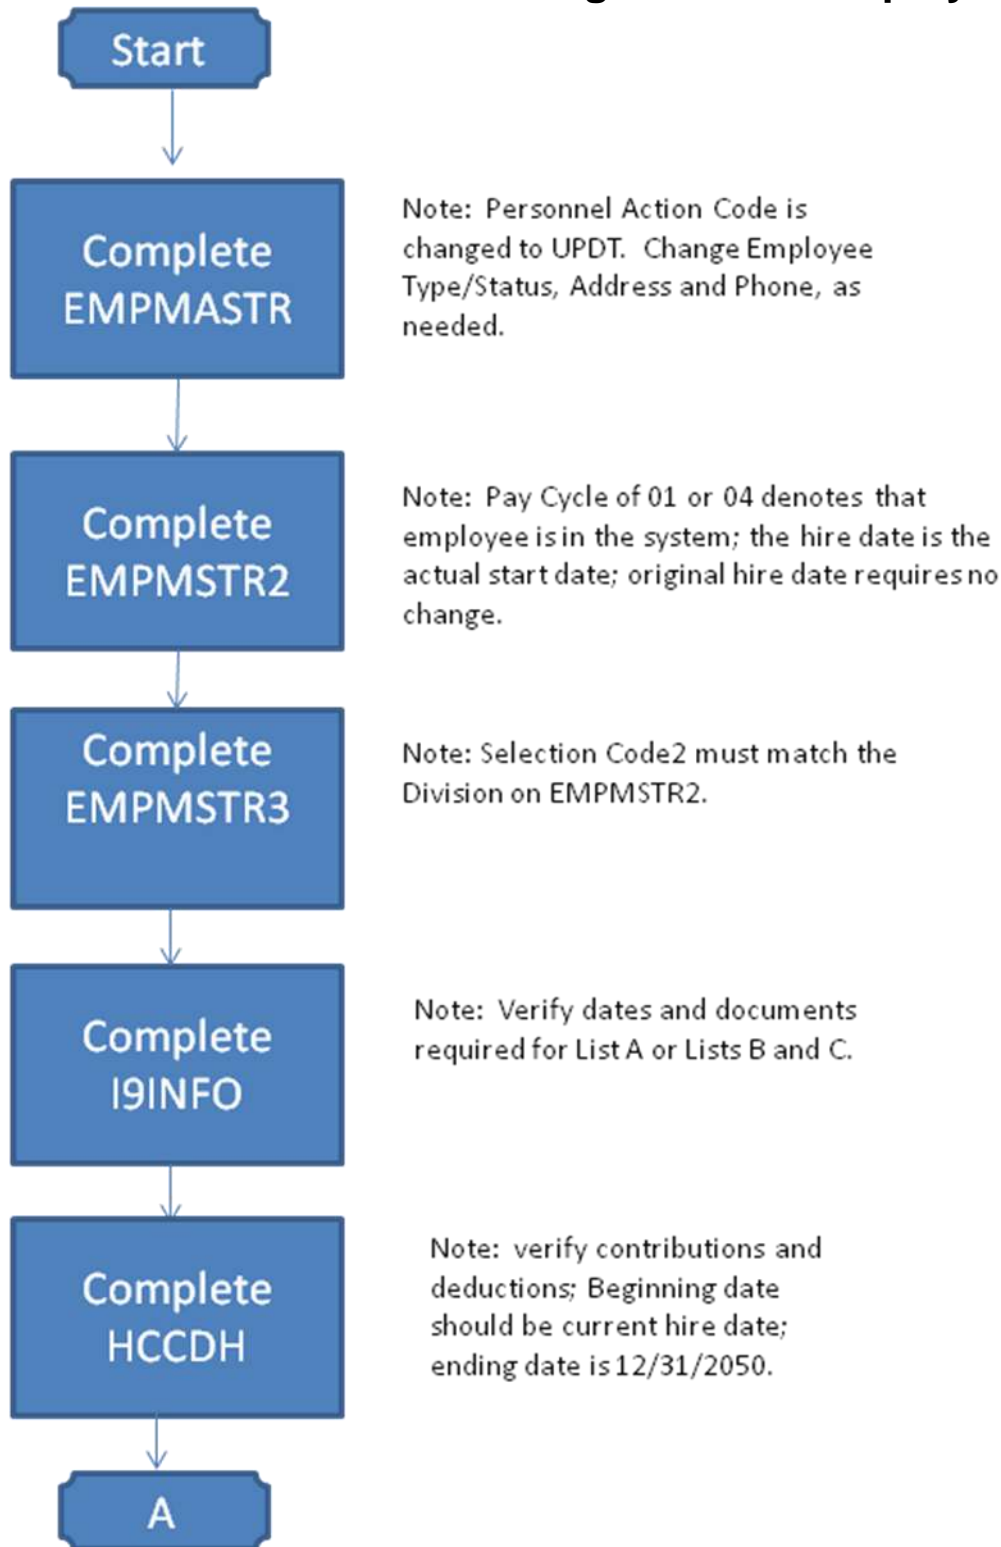 Start
Complete
EMPMASTR
Note: Personnel Action Code is
changed to UPDT. Change Employee
Type/Status, Address and Phone, as
needed.
Complete
EMPMSTR2
Note: Pay Cycle of 01 or 04 denotes that
employee is in the system; the hire date is the
actual start date; original hire date requires no
change.
Complete
EMPMSTR3
Note: Selection Code2 must match the
Division on EMPMSTR2.
Complete
I9INFO
Note: Verify dates and documents
required for List A or Lists B and C.
Complete
HCCDH
Note: verify contributions and
deductions; Beginning date
should be current hire date;
ending date is 12/31/2050.
A